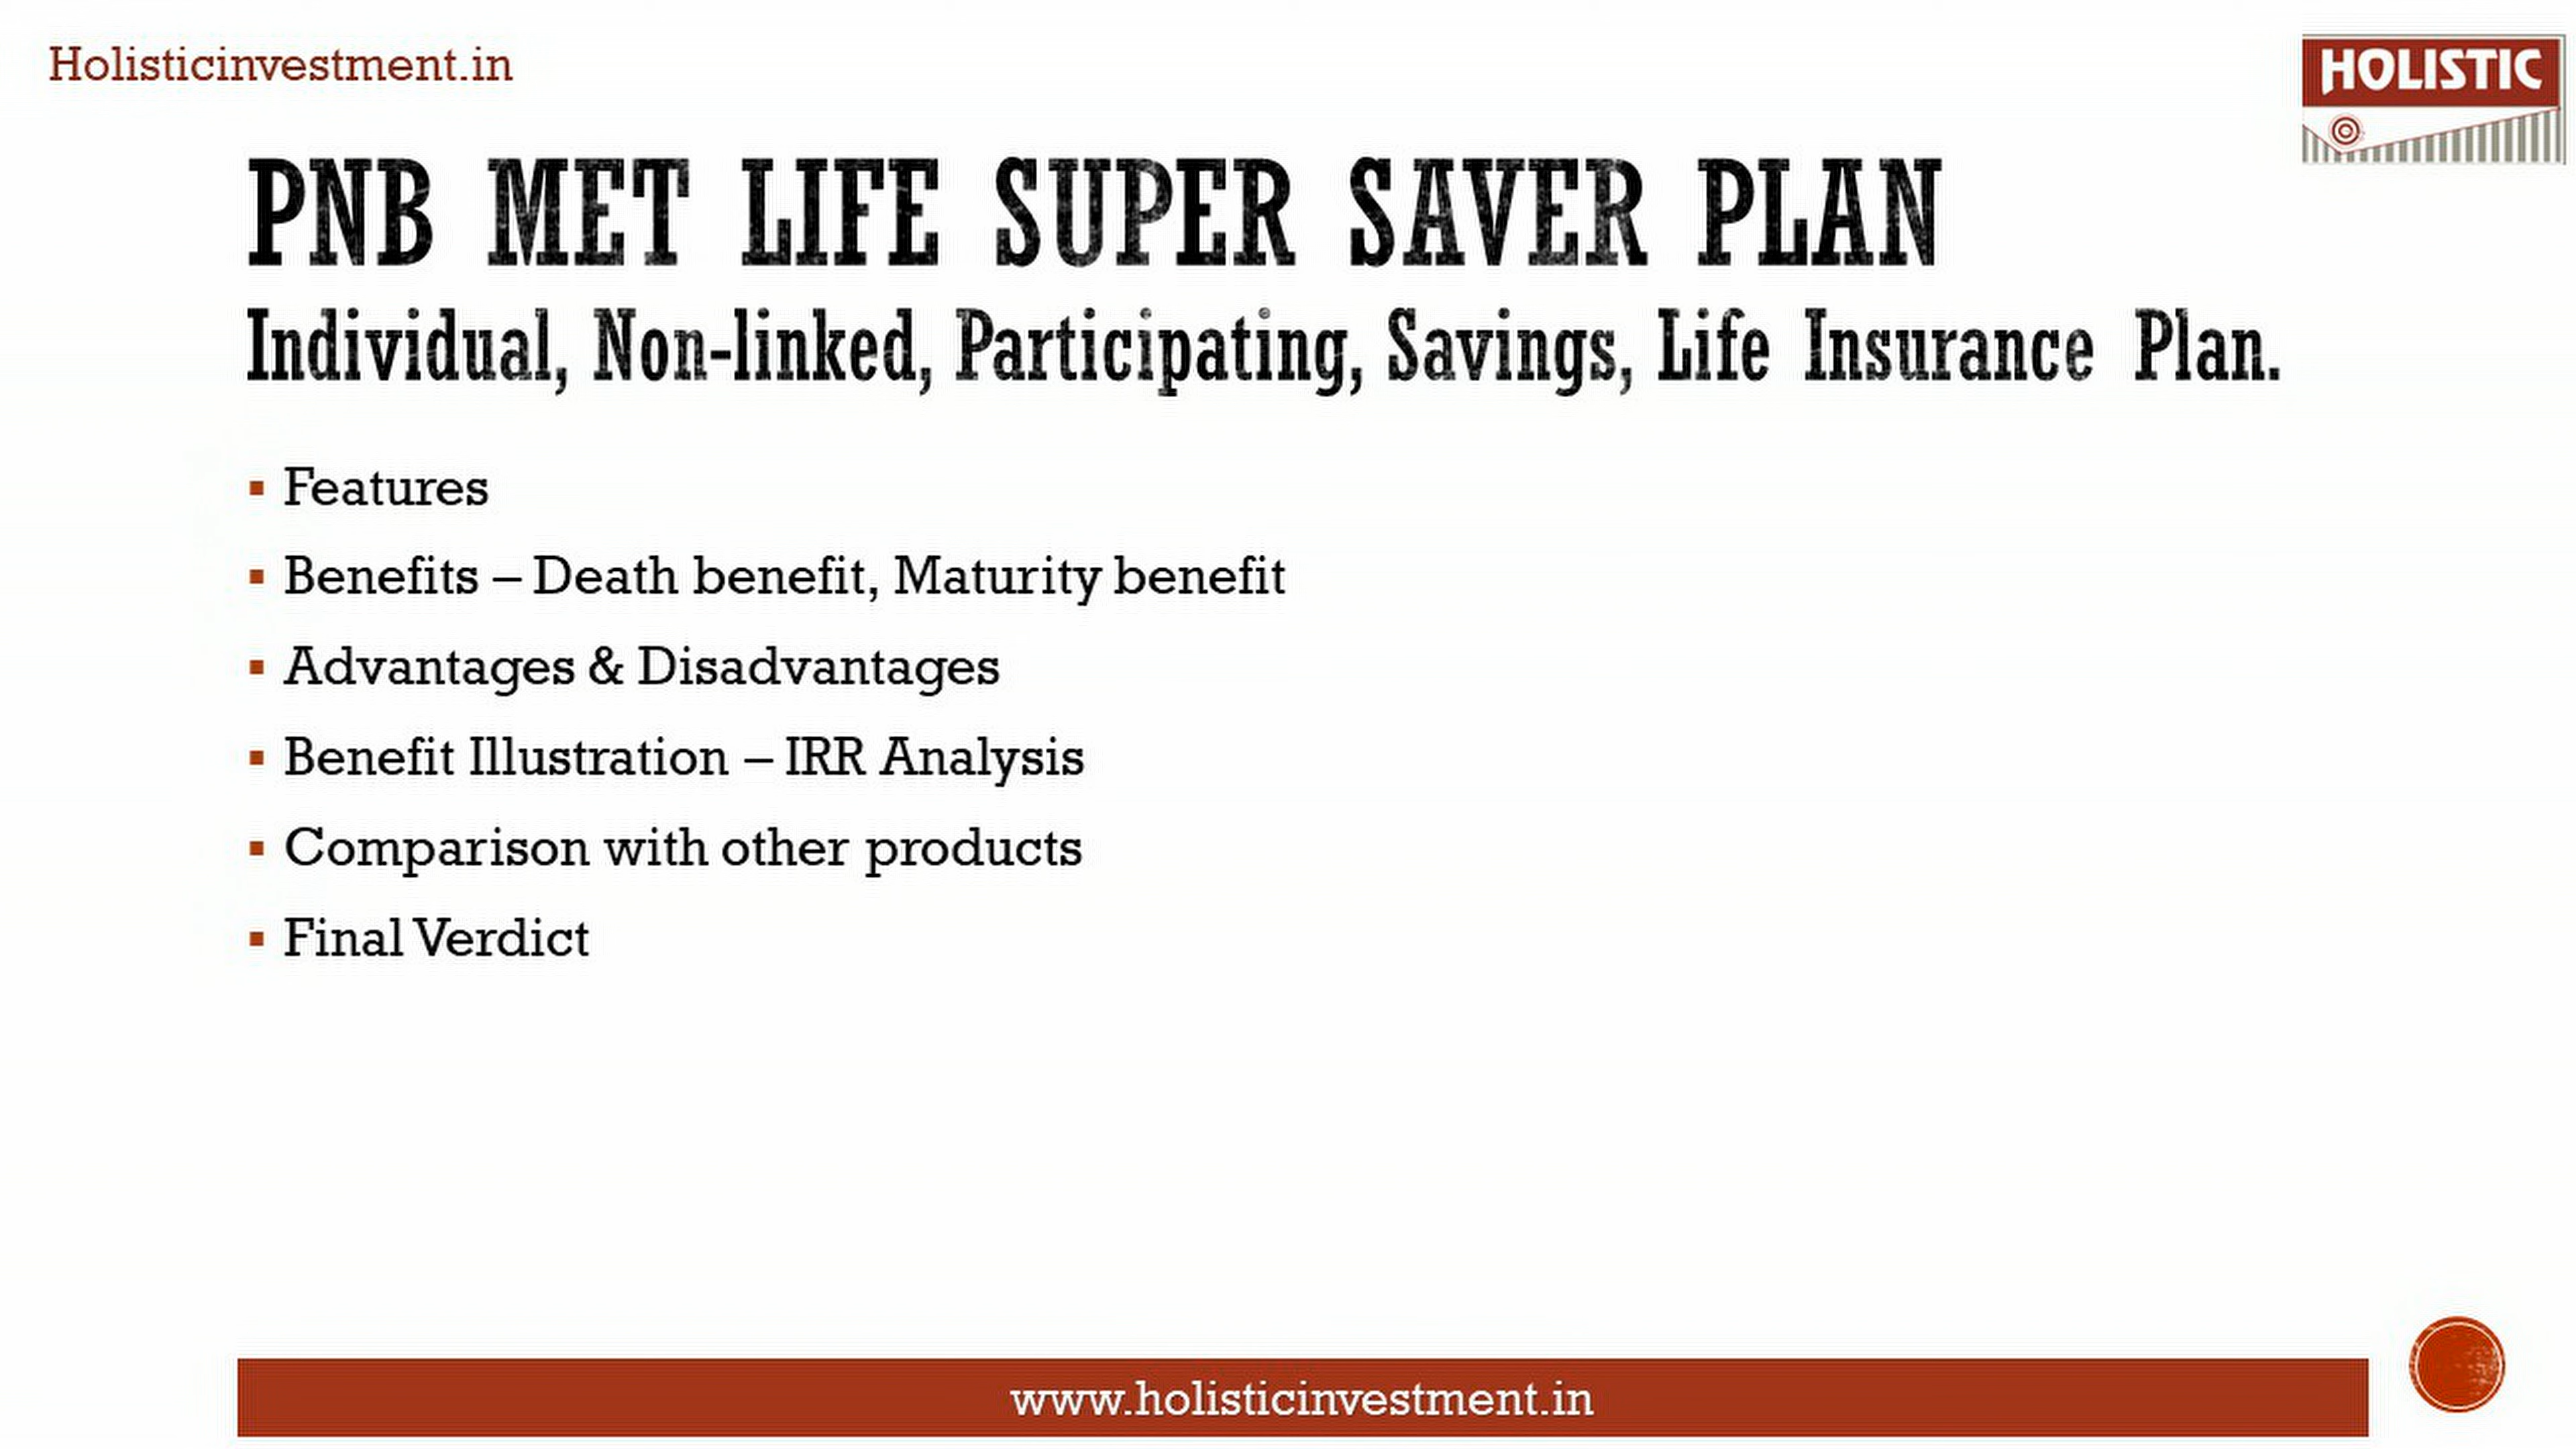 Holisticinvestment.in
HOLISTIC
PNB MET LIFE SUPER SAVER PLAN
Individual, Non-linked, Participating, Savings, Life Insurance Plan.
▪ Features
▪ Benefits – Death benefit, Maturity benefit
▪ Advantages & Disadvantages
▪ Benefit Illustration – IRR Analysis
▪ Comparison with other products
▪ Final Verdict
www.holisticinvestment.in